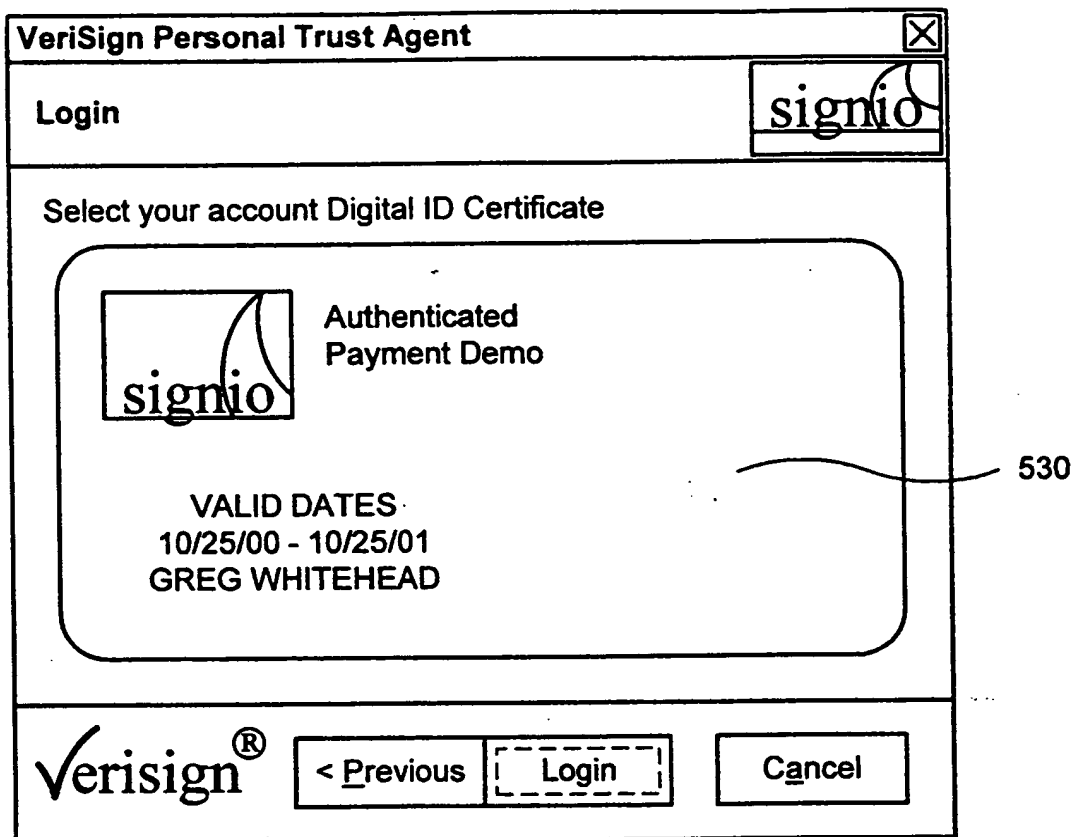 VeriSign Personal Trust Agent
Login
signio
Select your account Digital ID Certificate
signio
Authenticated
Payment Demo
530
VALID DATES
10/25/00 - 10/25/01
GREG WHITEHEAD
Verisign®
< Previous
Login
Cancel